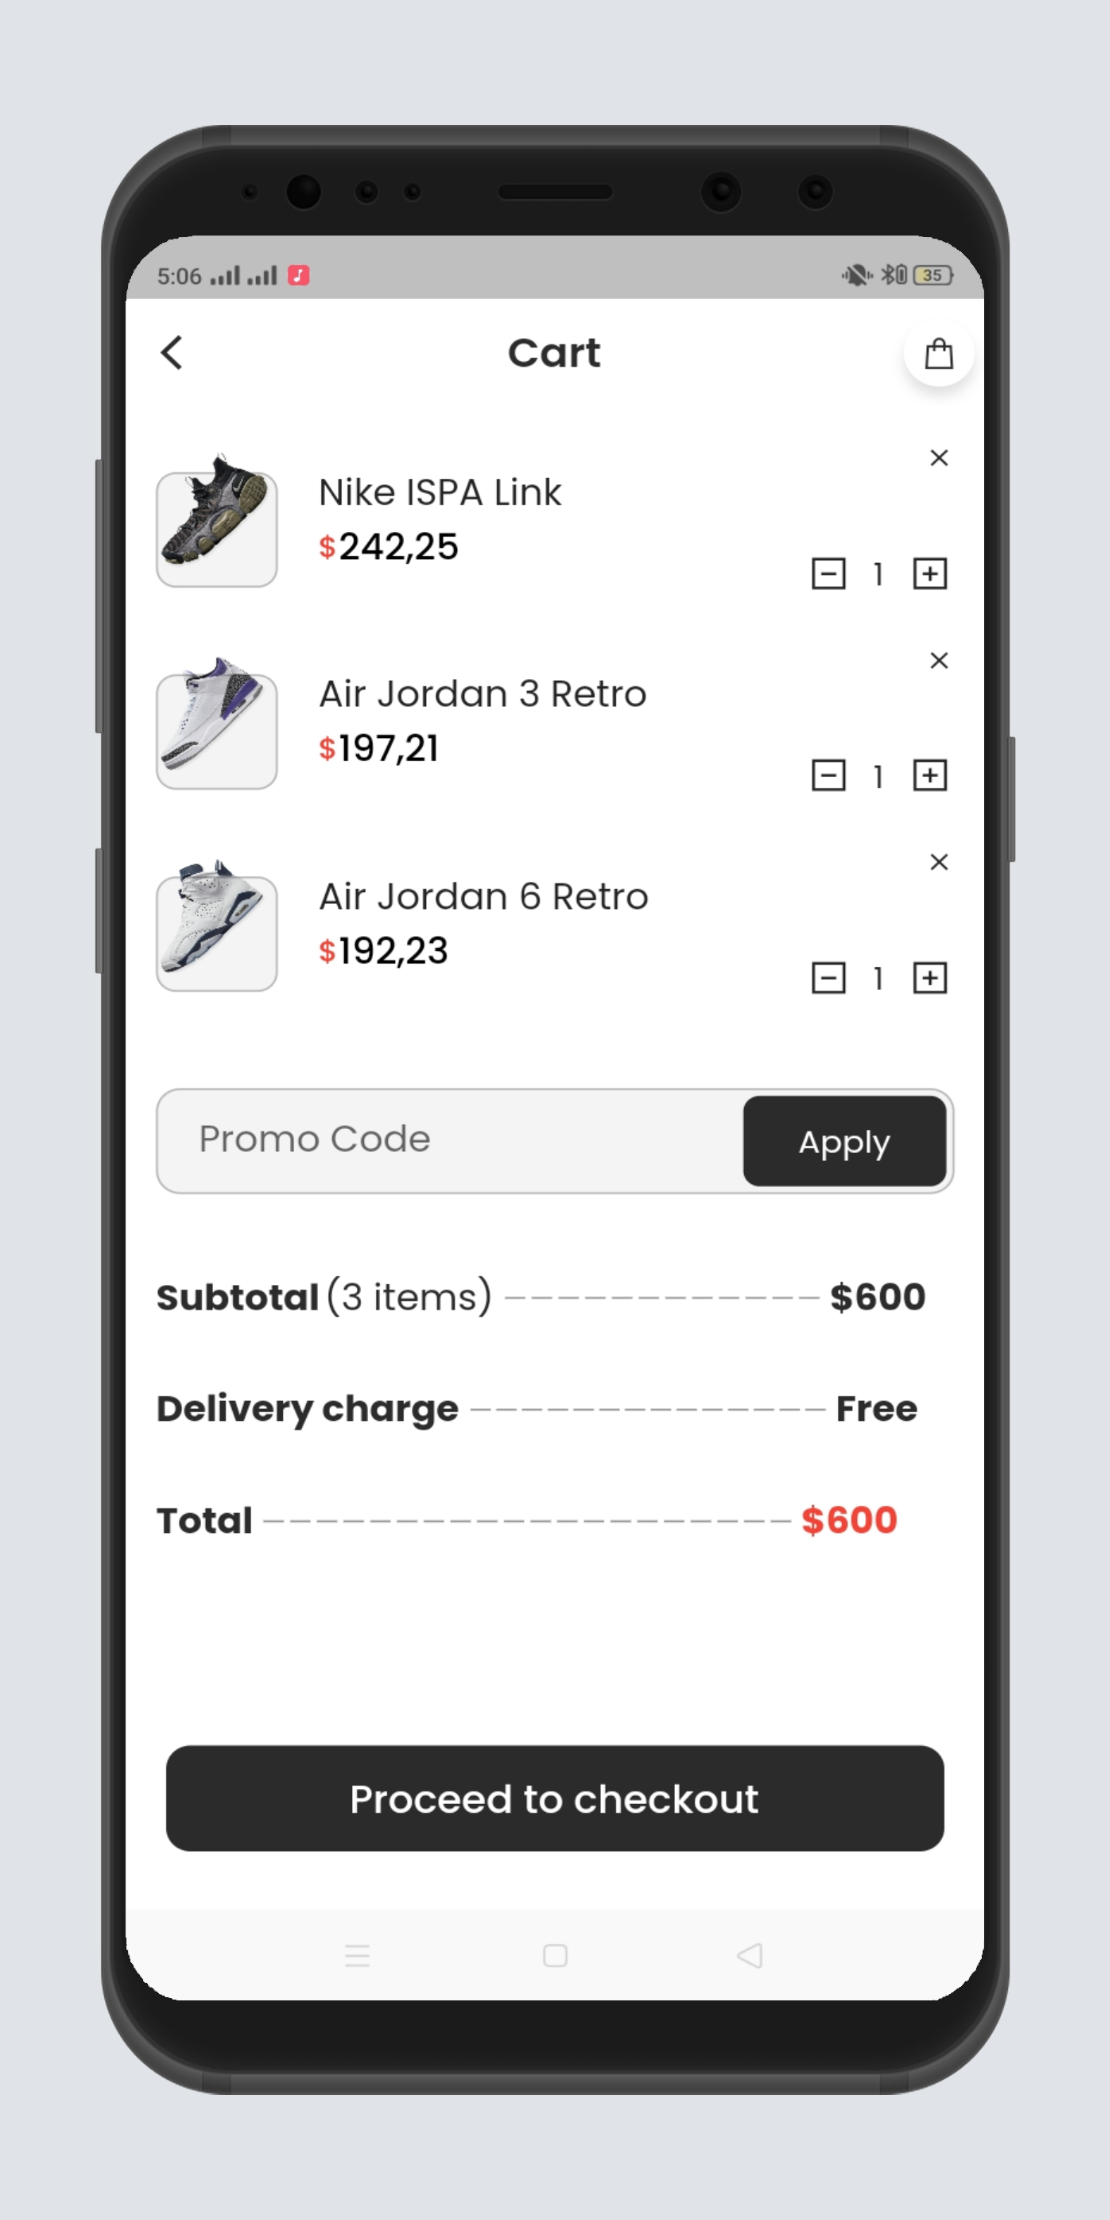 5:06
35
Cart
Nike ISPA Link
$242,25
1
Air Jordan 3 Retro
$197,21
1
Air Jordan 6 Retro
$192,23
1
Promo Code
Apply
Subtotal (3 items) $600
Delivery charge Free
Total $600
Proceed to checkout